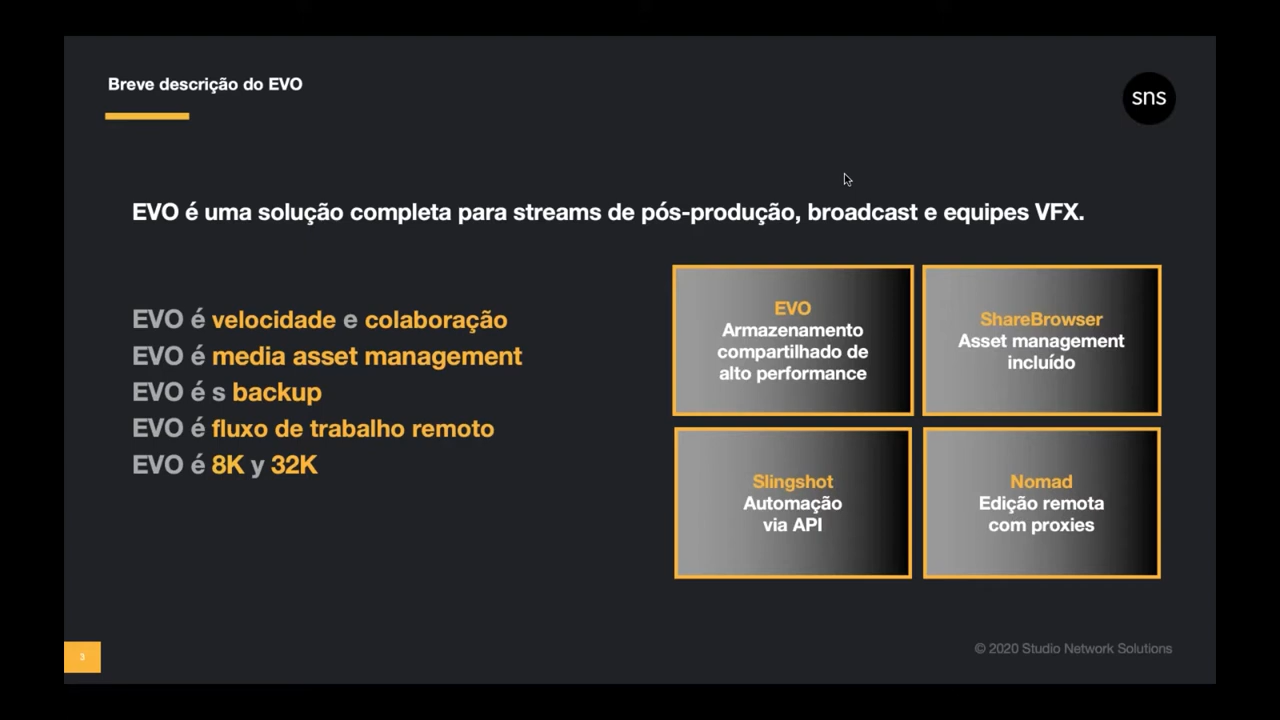 Breve descrição do EVO
sns
EVO é uma solução completa para streams de pós-produção, broadcast e equipes VFX.
EVO é velocidade e colaboração
EVO é media asset management
EVO é s backup
EVO é fluxo de trabalho remoto
EVO é 8K y 32K
EVO
Armazenamento
compartilhado de
alto performance
ShareBrowser
Asset management
incluído
Slingshot
Automação
via API
Nomad
Edição remota
com proxies
3
© 2020 Studio Network Solutions